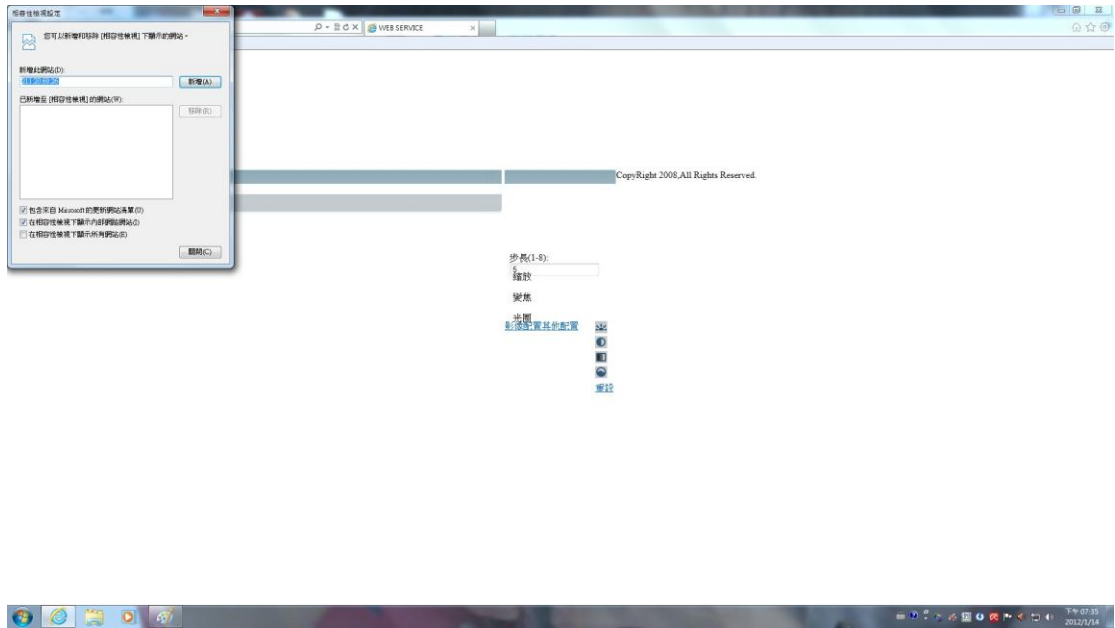 相容性檢視設定
您可以新增和移除 [相容性檢視] 下顯示的網站。
新增此網站(D):
新增(A)
已新增至 [相容性檢視] 的網站(W):
移除(R)
包含來自 Microsoft 的更新網站清單(U)
在相容性檢視下顯示內部網路網站(I)
在相容性檢視下顯示所有網站(E)
關閉(C)
WEB SERVICE
CopyRight 2008,All Rights Reserved.
步長(1-8):
5
縮放
變焦
光圈
影像配置其他配置
重設
下午 07:35
2012/1/14